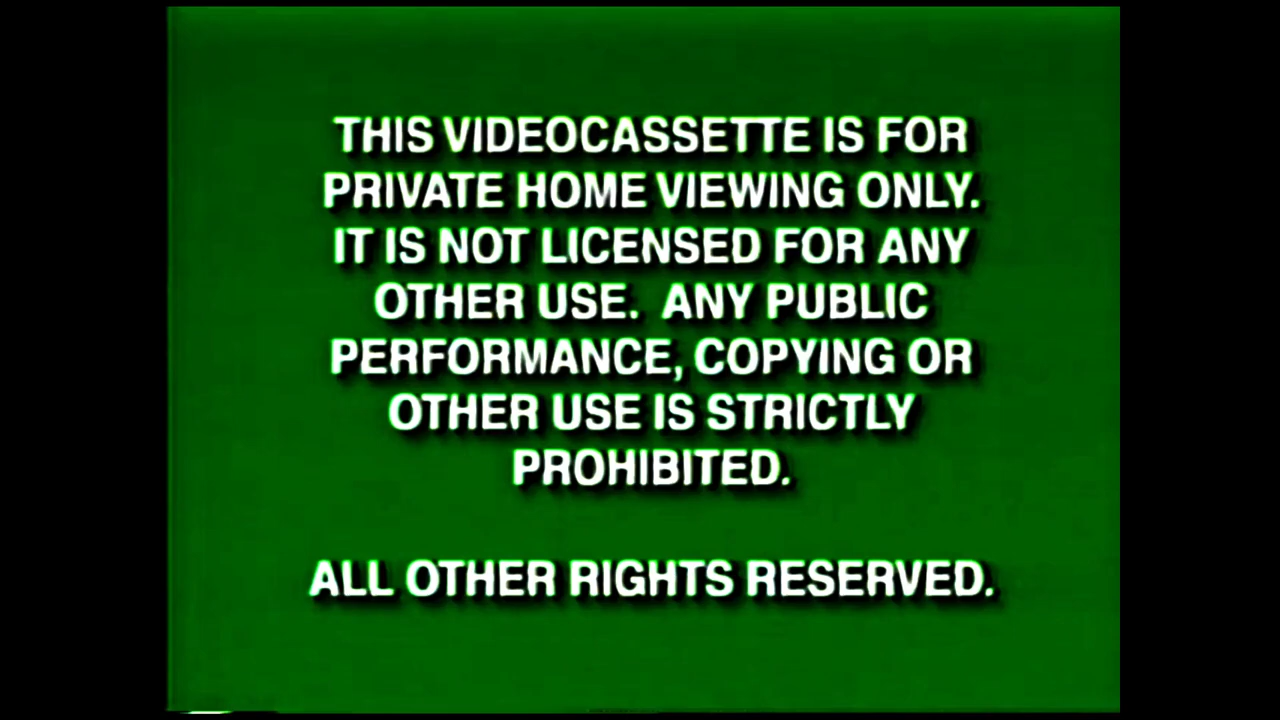 THIS VIDEOCASSETTE IS FOR
PRIVATE HOME VIEWING ONLY.
IT IS NOT LICENSED FOR ANY
OTHER USE.  ANY PUBLIC
PERFORMANCE, COPYING OR
OTHER USE IS STRICTLY
PROHIBITED.
ALL OTHER RIGHTS RESERVED.